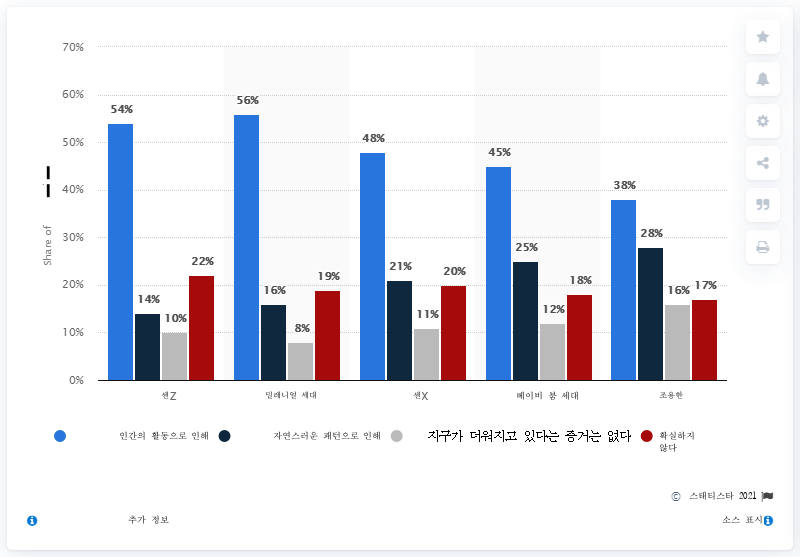 70%
60%
50%
40%
30%
20%
10%
0%
Share of
54% 14% 10% 22%
56% 16% 8% 19%
48% 21% 11% 20%
45% 25% 12% 18%
38% 28% 16% 17%
센Z 밀레니얼 세대 센X 베이비 붐 세대 조용한
인간의 활동으로 인해 자연스러운 패턴으로 인해 지구가 더워지고 있다는 증거는 없다 확실하지
않다
© 스태티스타 2021
추가 정보 소스 표시